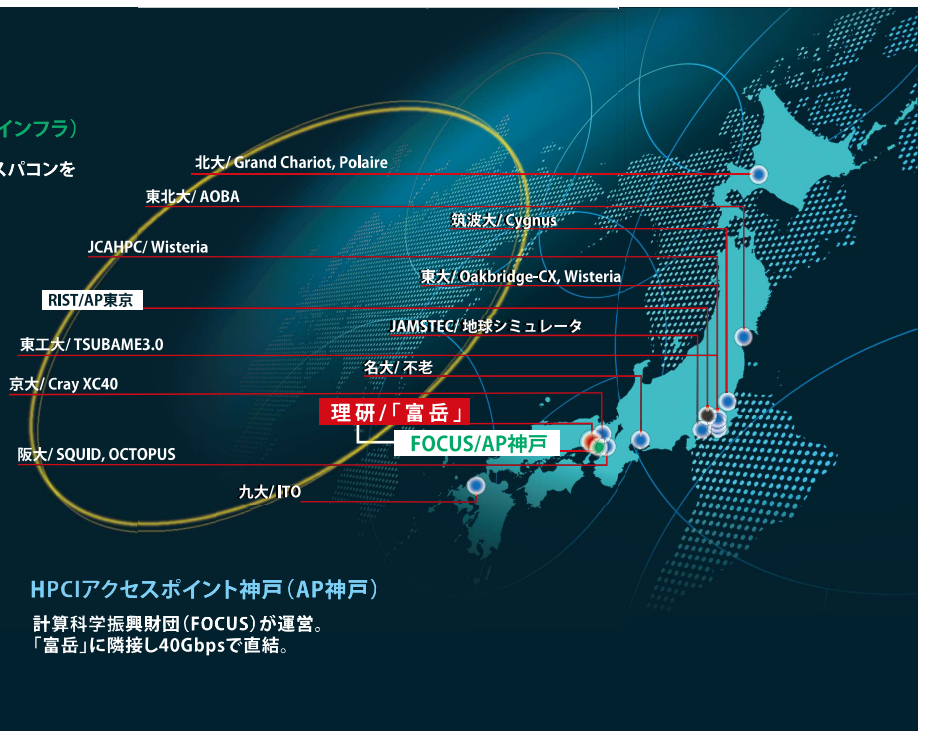 インフラ）
スパコンを
北大/ Grand Chariot, Polaire
東北大/ AOBA
筑波大/ Cygnus
JCAHPC/ Wisteria
東大/ Oakbridge-CX, Wisteria
RIST/AP東京
JAMSTEC/ 地球シミュレータ
東工大/ TSUBAME3.0
名大/ 不老
京大/ Cray XC40
理研/「富岳」
FOCUS/AP神戸
阪大/ SQUID, OCTOPUS
九大/ ITO
HPCIアクセスポイント神戸（AP神戸）
計算科学振興財団（FOCUS）が運営。
「富岳」に隣接し40Gbpsで直結。